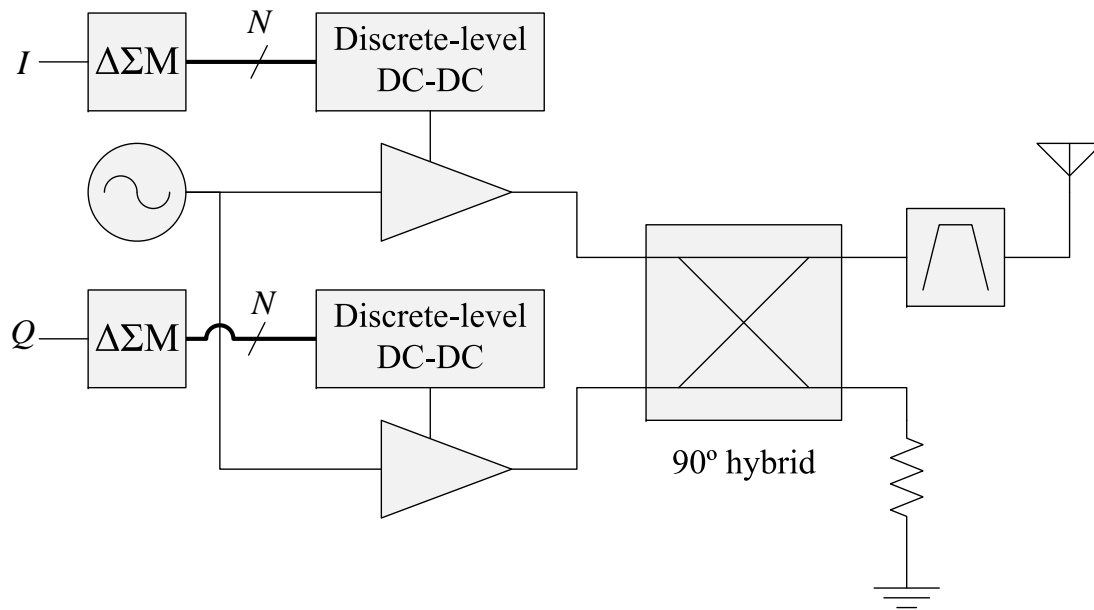 I
ΔΣM
N
Discrete-level
DC-DC
Q
ΔΣM
N
Discrete-level
DC-DC
90º hybrid